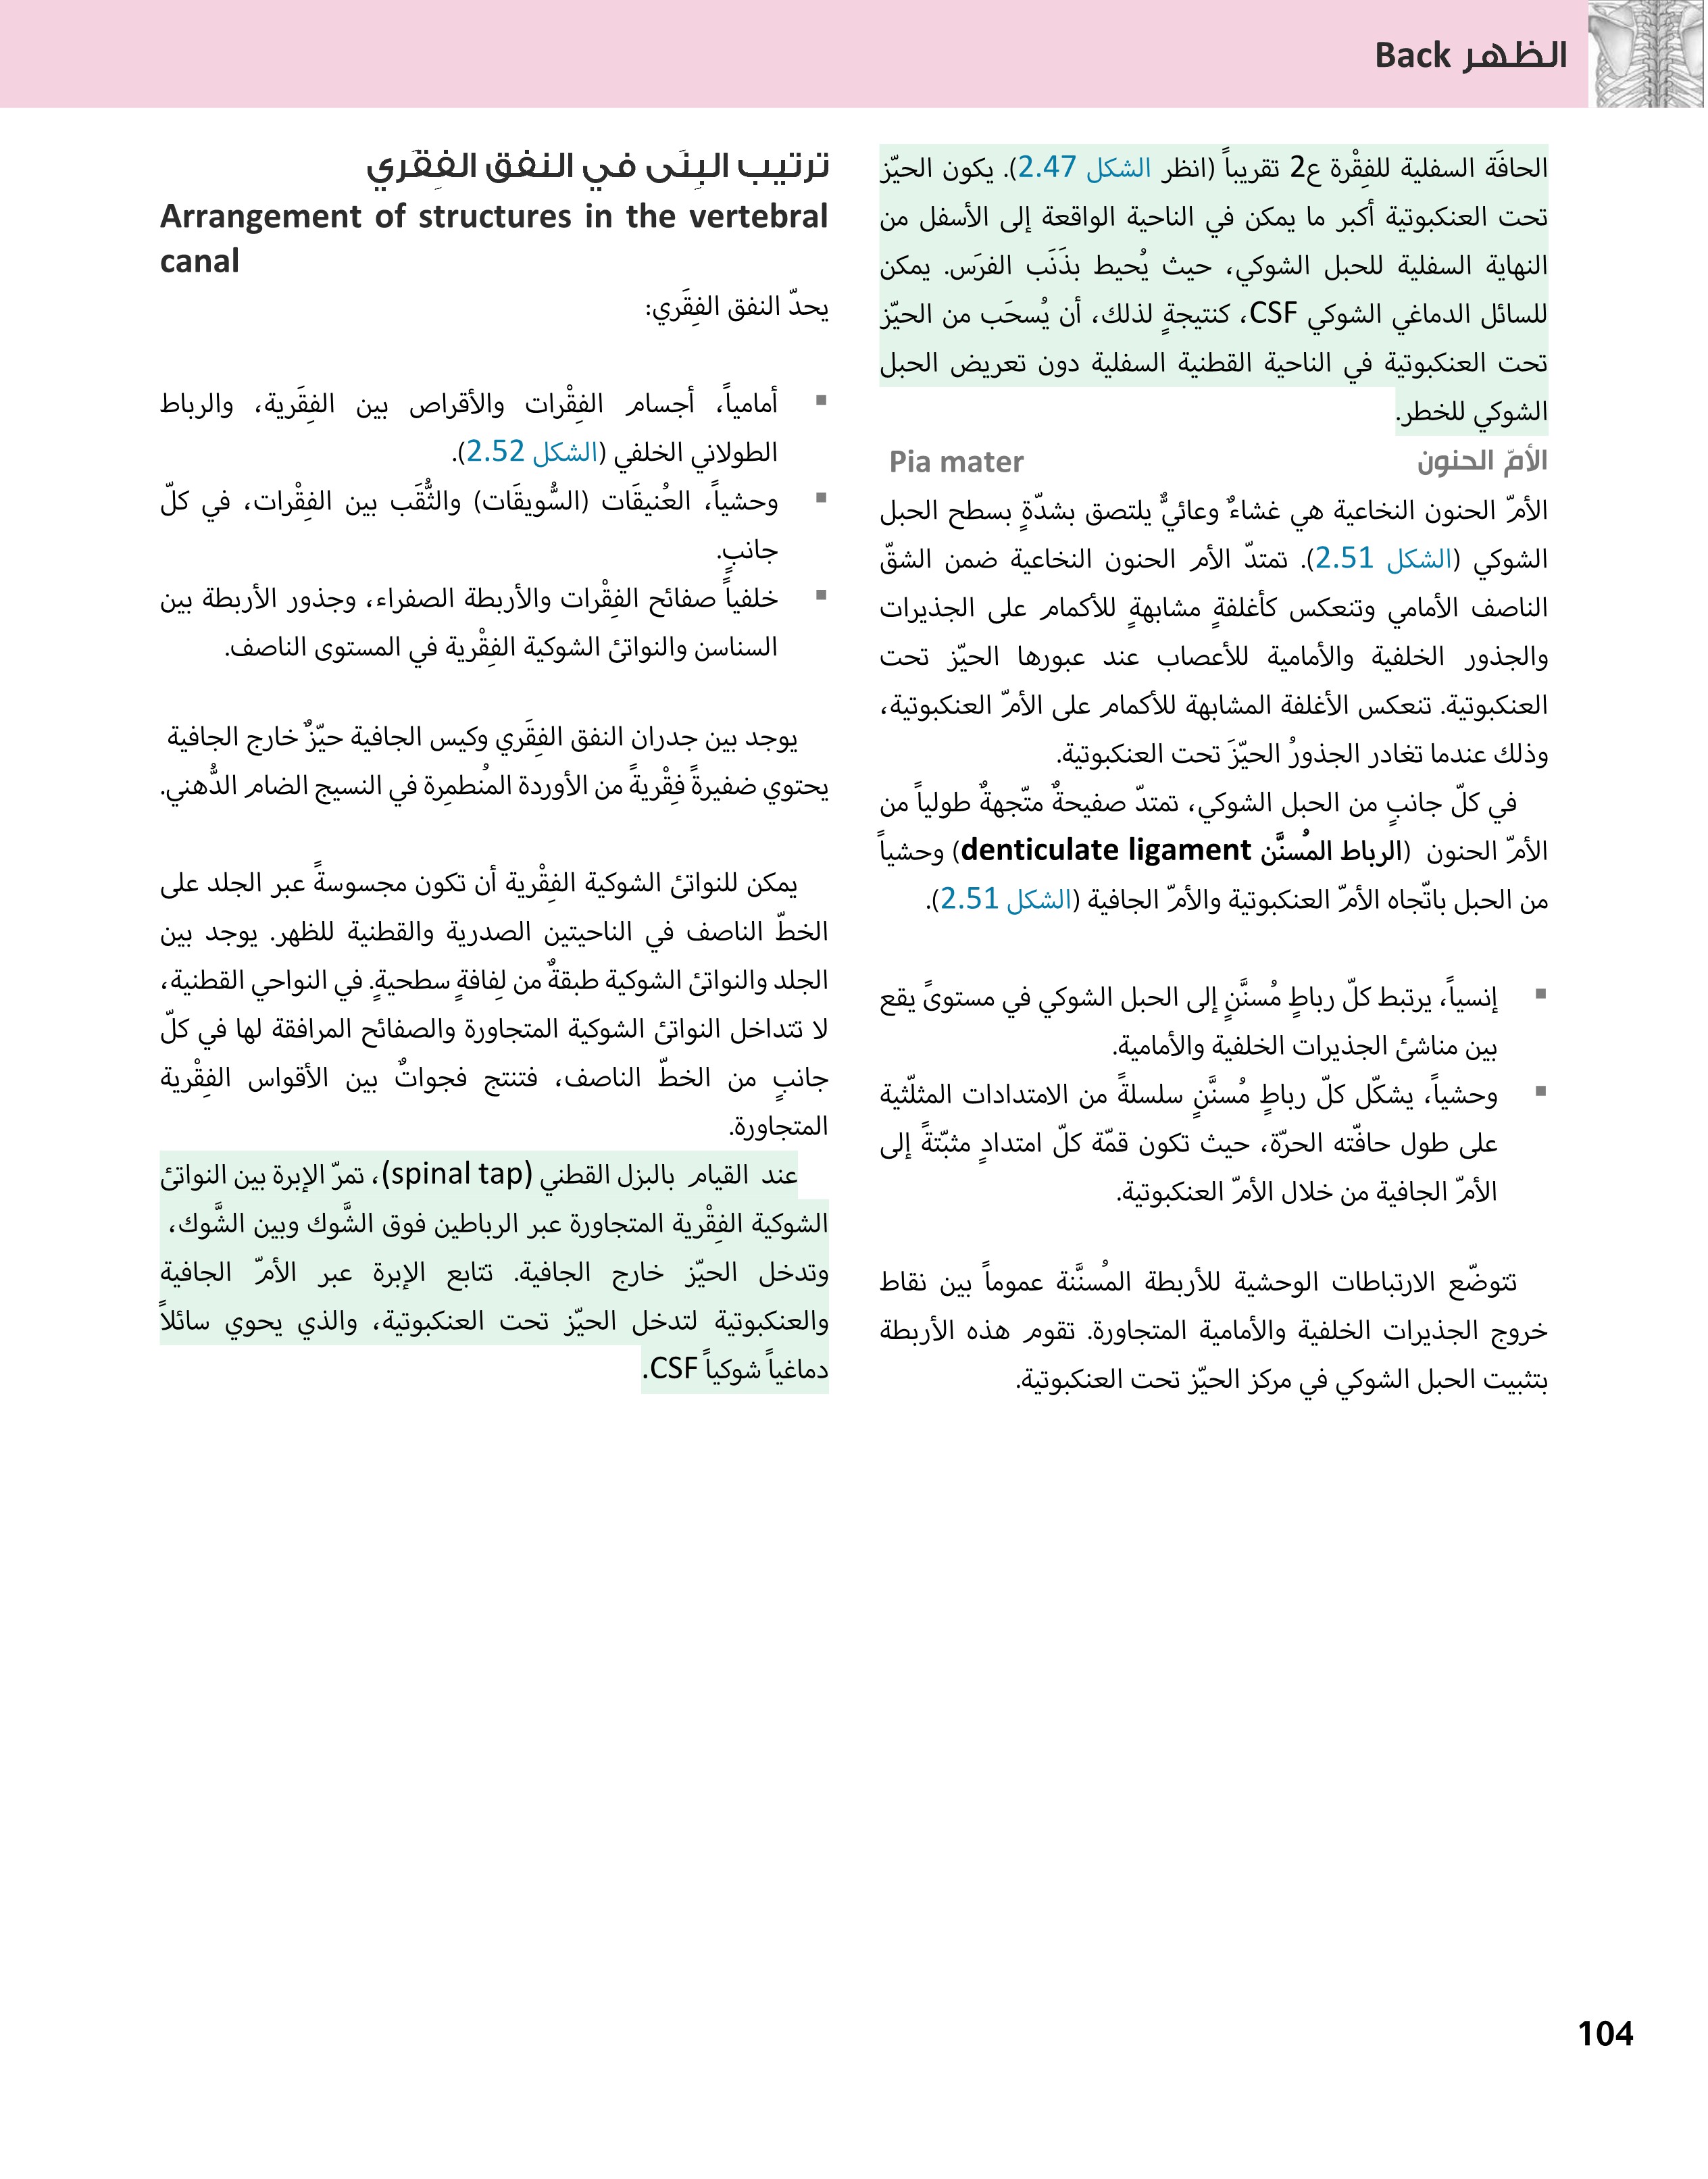 الظهر Back
الحافَة السفلية للفِقْرة ع2 تقريباً (انظر الشكل 2.47). يكون الحيّز
تحت العنكبوتية أكبر ما يمكن في الناحية الواقعة إلى الأسفل من
النهاية السفلية للحبل الشوكي، حيث يُحيط بذَنَب الفرَس. يمكن
للسائل الدماغي الشوكي CSF، كنتيجةٍ لذلك، أن يُسحَب من الحيّز
تحت العنكبوتية في الناحية القطنية السفلية دون تعريض الحبل
الشوكي للخطر.
الأمّ الحنون Pia mater
الأمّ الحنون النخاعية هي غشاءٌ وعائيٌّ يلتصق بشدّةٍ بسطح الحبل
الشوكي (الشكل 2.51). تمتدّ الأم الحنون النخاعية ضمن الشقّ
الناصف الأمامي وتنعكس كأغلفةٍ مشابهةٍ للأكمام على الجذيرات
والجذور الخلفية والأمامية للأعصاب عند عبورها الحيّز تحت
العنكبوتية. تنعكس الأغلفة المشابهة للأكمام على الأمّ العنكبوتية،
وذلك عندما تغادر الجذورُ الحيّزَ تحت العنكبوتية.
في كلّ جانبٍ من الحبل الشوكي، تمتدّ صفيحةٌ متّجهةٌ طولياً من
الأمّ الحنون (الرباط المُسنَّن denticulate ligament) وحشياً
من الحبل باتّجاه الأمّ العنكبوتية والأمّ الجافية (الشكل 2.51).
▪ إنسياً، يرتبط كلّ رباطٍ مُسنَّنٍ إلى الحبل الشوكي في مستوىً يقع
بين مناشئ الجذيرات الخلفية والأمامية.
▪ وحشياً، يشكّل كلّ رباطٍ مُسنَّنٍ سلسلةً من الامتدادات المثلّثية
على طول حافّته الحرّة، حيث تكون قمّة كلّ امتدادٍ مثبّتةً إلى
الأمّ الجافية من خلال الأمّ العنكبوتية.
تتوضّع الارتباطات الوحشية للأربطة المُسنَّنة عموماً بين نقاط
خروج الجذيرات الخلفية والأمامية المتجاورة. تقوم هذه الأربطة
بتثبيت الحبل الشوكي في مركز الحيّز تحت العنكبوتية.
ترتيب البِنَى في النفق الفِقَري
Arrangement of structures in the vertebral
canal
يحدّ النفق الفِقَري:
▪ أمامياً، أجسام الفِقْرات والأقراص بين الفِقَرية، والرباط
الطولاني الخلفي (الشكل 2.52).
▪ وحشياً، العُنيقَات (السُّويقَات) والثُّقَب بين الفِقْرات، في كلّ
جانبٍ.
▪ خلفياً صفائح الفِقْرات والأربطة الصفراء، وجذور الأربطة بين
السناسن والنواتئ الشوكية الفِقْرية في المستوى الناصف.
يوجد بين جدران النفق الفِقَري وكيس الجافية حيّزٌ خارج الجافية
يحتوي ضفيرةً فِقْريةً من الأوردة المُنطمِرة في النسيج الضام الدُّهني.
يمكن للنواتئ الشوكية الفِقْرية أن تكون مجسوسةً عبر الجلد على
الخطّ الناصف في الناحيتين الصدرية والقطنية للظهر. يوجد بين
الجلد والنواتئ الشوكية طبقةٌ من لِفافةٍ سطحيةٍ. في النواحي القطنية،
لا تتداخل النواتئ الشوكية المتجاورة والصفائح المرافقة لها في كلّ
جانبٍ من الخطّ الناصف، فتنتج فجواتٌ بين الأقواس الفِقْرية
المتجاورة.
عند القيام بالبزل القطني (spinal tap)، تمرّ الإبرة بين النواتئ
الشوكية الفِقْرية المتجاورة عبر الرباطين فوق الشَّوك وبين الشَّوك،
وتدخل الحيّز خارج الجافية. تتابع الإبرة عبر الأمّ الجافية
والعنكبوتية لتدخل الحيّز تحت العنكبوتية، والذي يحوي سائلاً
دماغياً شوكياً CSF.
104